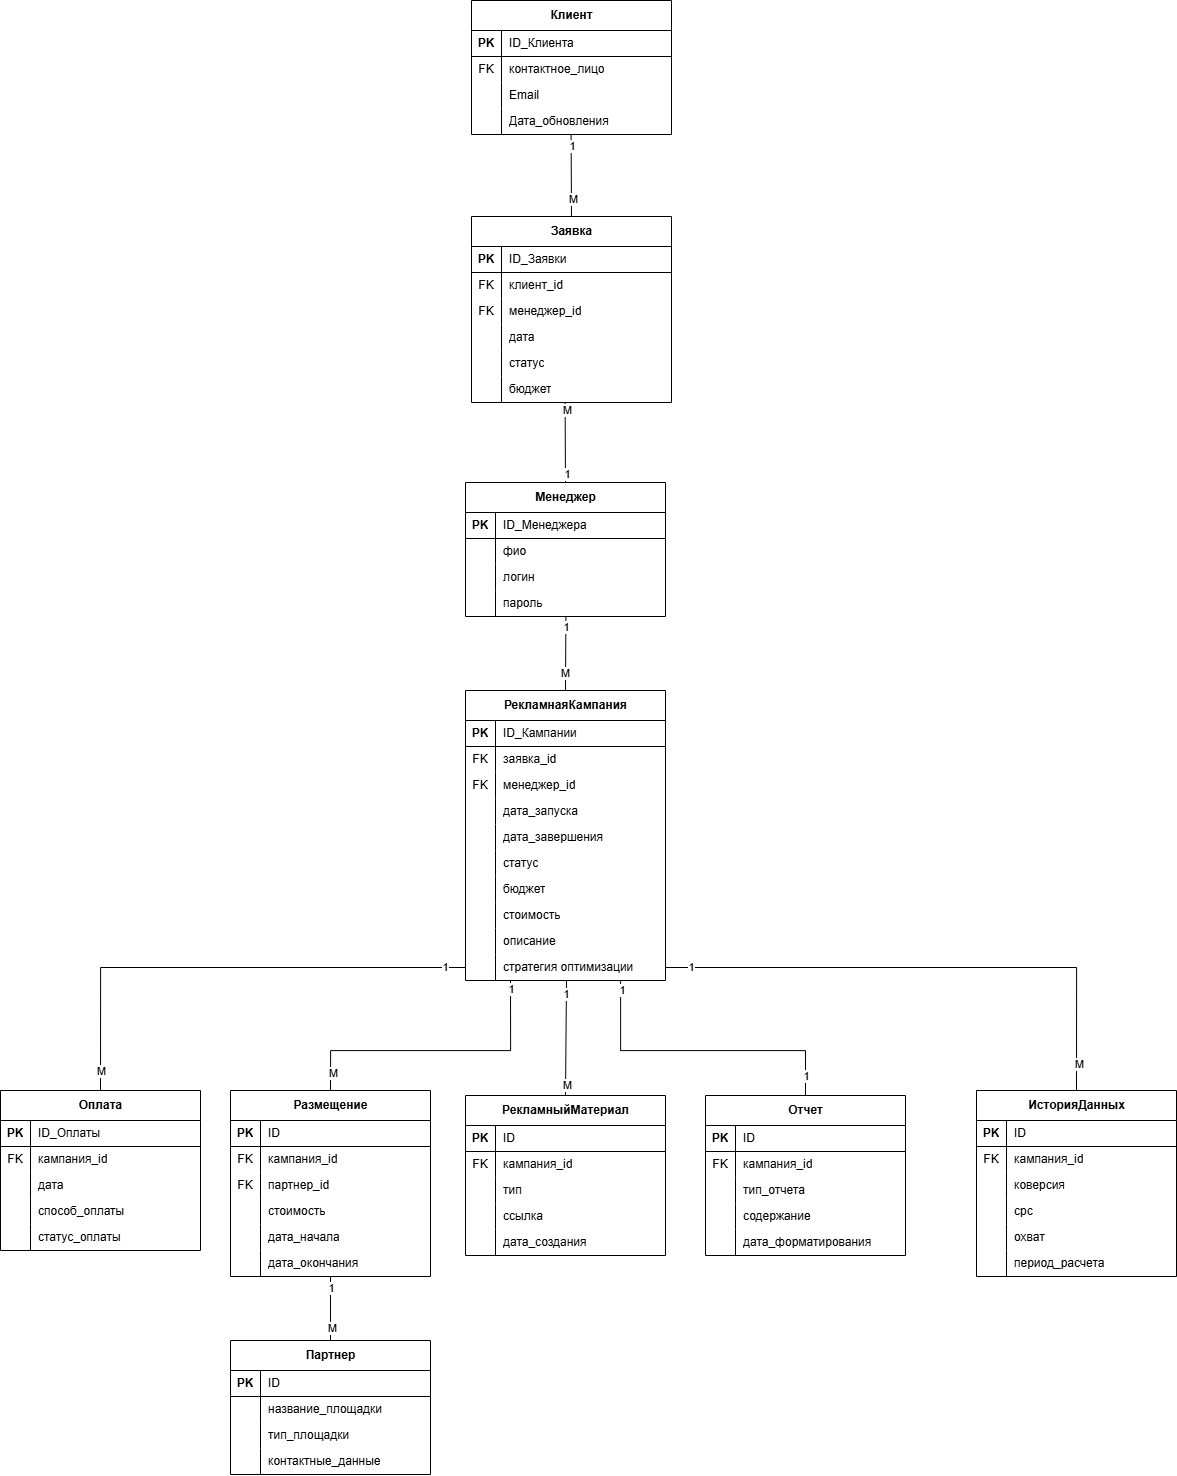 Клиент
PK ID_Клиента
FK контактное_лицо
Email
Дата_обновления
1
М
Заявка
PK ID_Заявки
FK клиент_id
FK менеджер_id
дата
статус
бюджет
М
1
Менеджер
PK ID_Менеджера
фио
логин
пароль
1
М
РекламнаяКампания
PK ID_Кампании
FK заявка_id
FK менеджер_id
дата_запуска
дата_завершения
статус
бюджет
стоимость
описание
стратегия оптимизации
1
1
1
1
1
М
М
М
1
М
Оплата
PK ID_Оплаты
FK кампания_id
дата
способ_оплаты
статус_оплаты
Размещение
PK ID
FK кампания_id
FK партнер_id
стоимость
дата_начала
дата_окончания
РекламныйМатериал
PK ID
FK кампания_id
тип
ссылка
дата_создания
Отчет
PK ID
FK кампания_id
тип_отчета
содержание
дата_форматирования
ИсторияДанных
PK ID
FK кампания_id
коверсия
cpc
охват
период_расчета
1
М
Партнер
PK ID
название_площадки
тип_площадки
контактные_данные